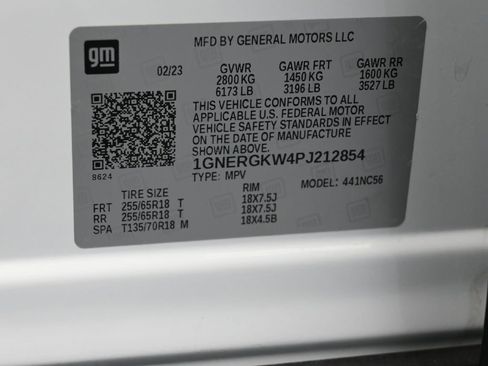 gm
MFD BY GENERAL MOTORS LLC
02/23 GVWR GAWR FRT GAWR RR
2800 KG 1450 KG 1600 KG
6173 LB 3196 LB 3527 LB
THIS VEHICLE CONFORMS TO ALL
APPLICABLE U.S. FEDERAL MOTOR
VEHICLE SAFETY STANDARDS IN EFFECT
ON THE DATE OF MANUFACTURE
SHOWN ABOVE.
8624
1GNERGKW4PJ212854
TYPE: MPV MODEL: 441NC56
TIRE SIZE RIM
FRT 255/65R18 T 18X7.5J
RR 255/65R18 T 18X7.5J
SPA T135/70R18 M 18X4.5B